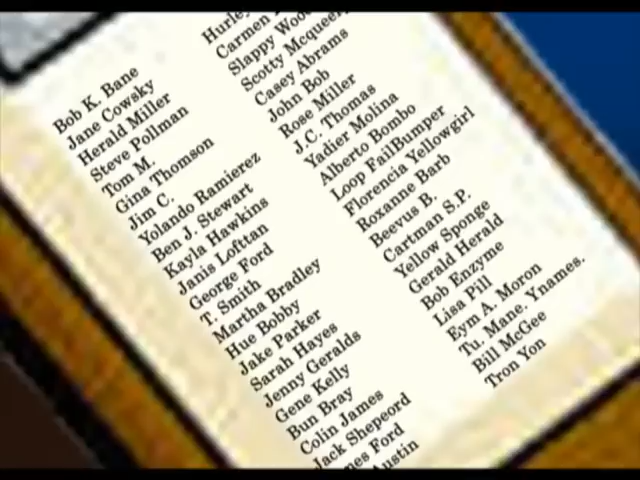 Bob K. Bane
Jane Cowsky
Herald Miller
Steve Pollman
Tom M.
Gina Thomson
Jim C.
Yolando Ramierez
Ben J. Stewart
Kayla Hawkins
Janis Lofttan
George Ford
T. Smith
Martha Bradley
Hue Bobby
Jake Parker
Sarah Hayes
Jenny Geralds
Gene Kelly
Bun Bray
Colin James
Jack Shepeord
Ford
Carmen
Slappy
Casey Abrams
John Bob
Rose Miller
J.C. Thomas
Yadier Molina
Alberto Bombo
Loop FailBumper
Florencia Yellowgirl
Roxanne Barb
Beevus B.
Cartman S.P.
Yellow Sponge
Gerald Herald
Bob Enzyme
Lisa Pill
Eym A. Moron
Tu. Mane. Ynames.
Bill McGee
Tron Yon